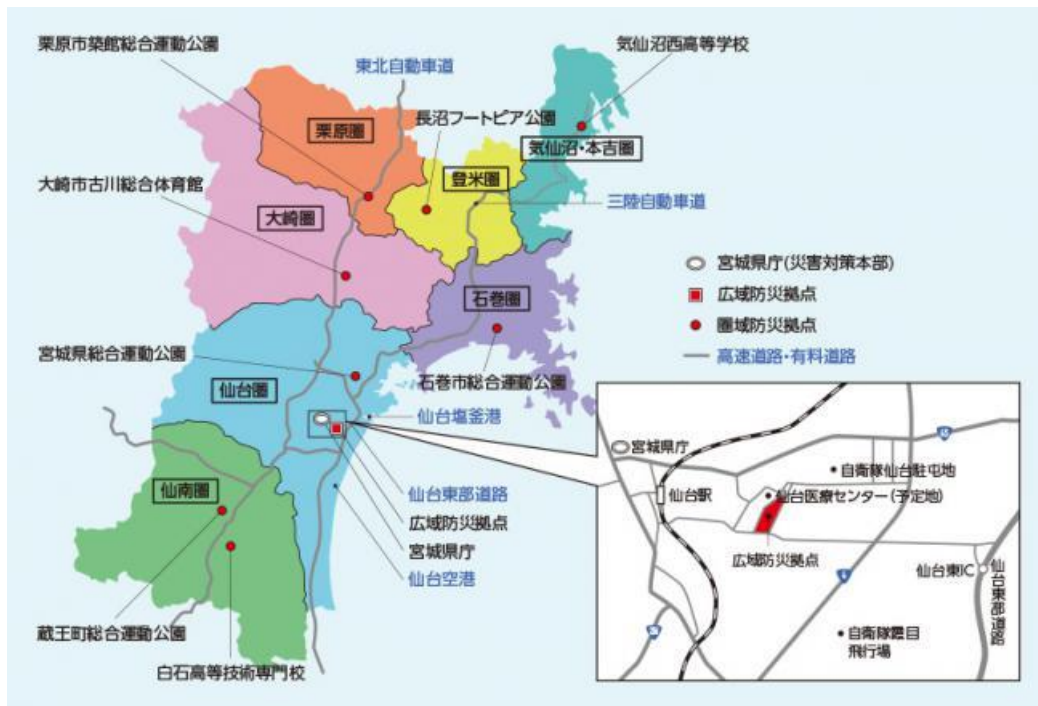 栗原市築館総合運動公園
東北自動車道
気仙沼西高等学校
長沼フートピア公園
栗原圏
気仙沼・本吉圏
登米圏
大崎市古川総合体育館
三陸自動車道
大崎圏
宮城県庁(災害対策本部)
石巻圏
広域防災拠点
圏域防災拠点
宮城県総合運動公園
高速道路・有料道路
石巻市総合運動公園
仙台圏
仙台塩釜港
仙南圏
仙台東部道路
広域防災拠点
宮城県庁
仙台空港
蔵王町総合運動公園
白石高等技術専門校
宮城県庁
45
自衛隊仙台駐屯地
仙台駅
仙台医療センター(予定地)
広域防災拠点
仙台東IC
仙台東部道路
4
自衛隊霞目
飛行場